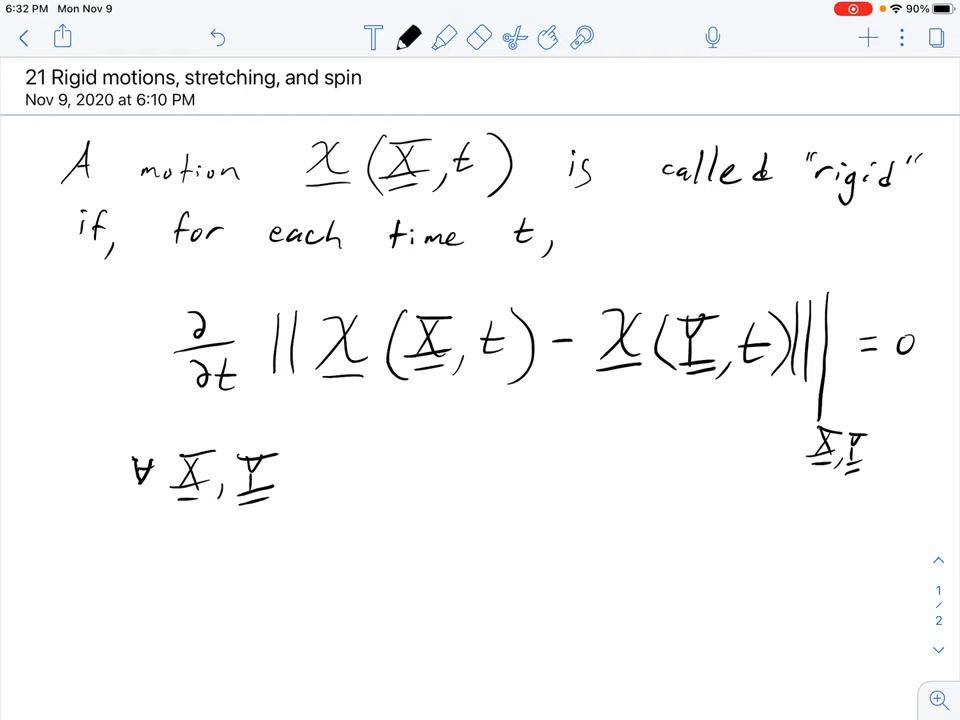 6:32 PM Mon Nov 9
90%
T
21 Rigid motions, stretching, and spin
Nov 9, 2020 at 6:10 PM
A motion χ(X,t) is called "rigid"
if, for each time t,
∂/∂t ||χ(X,t) - χ(Y,t)|| |X,Y = 0
∀ X, Y
1
/
2